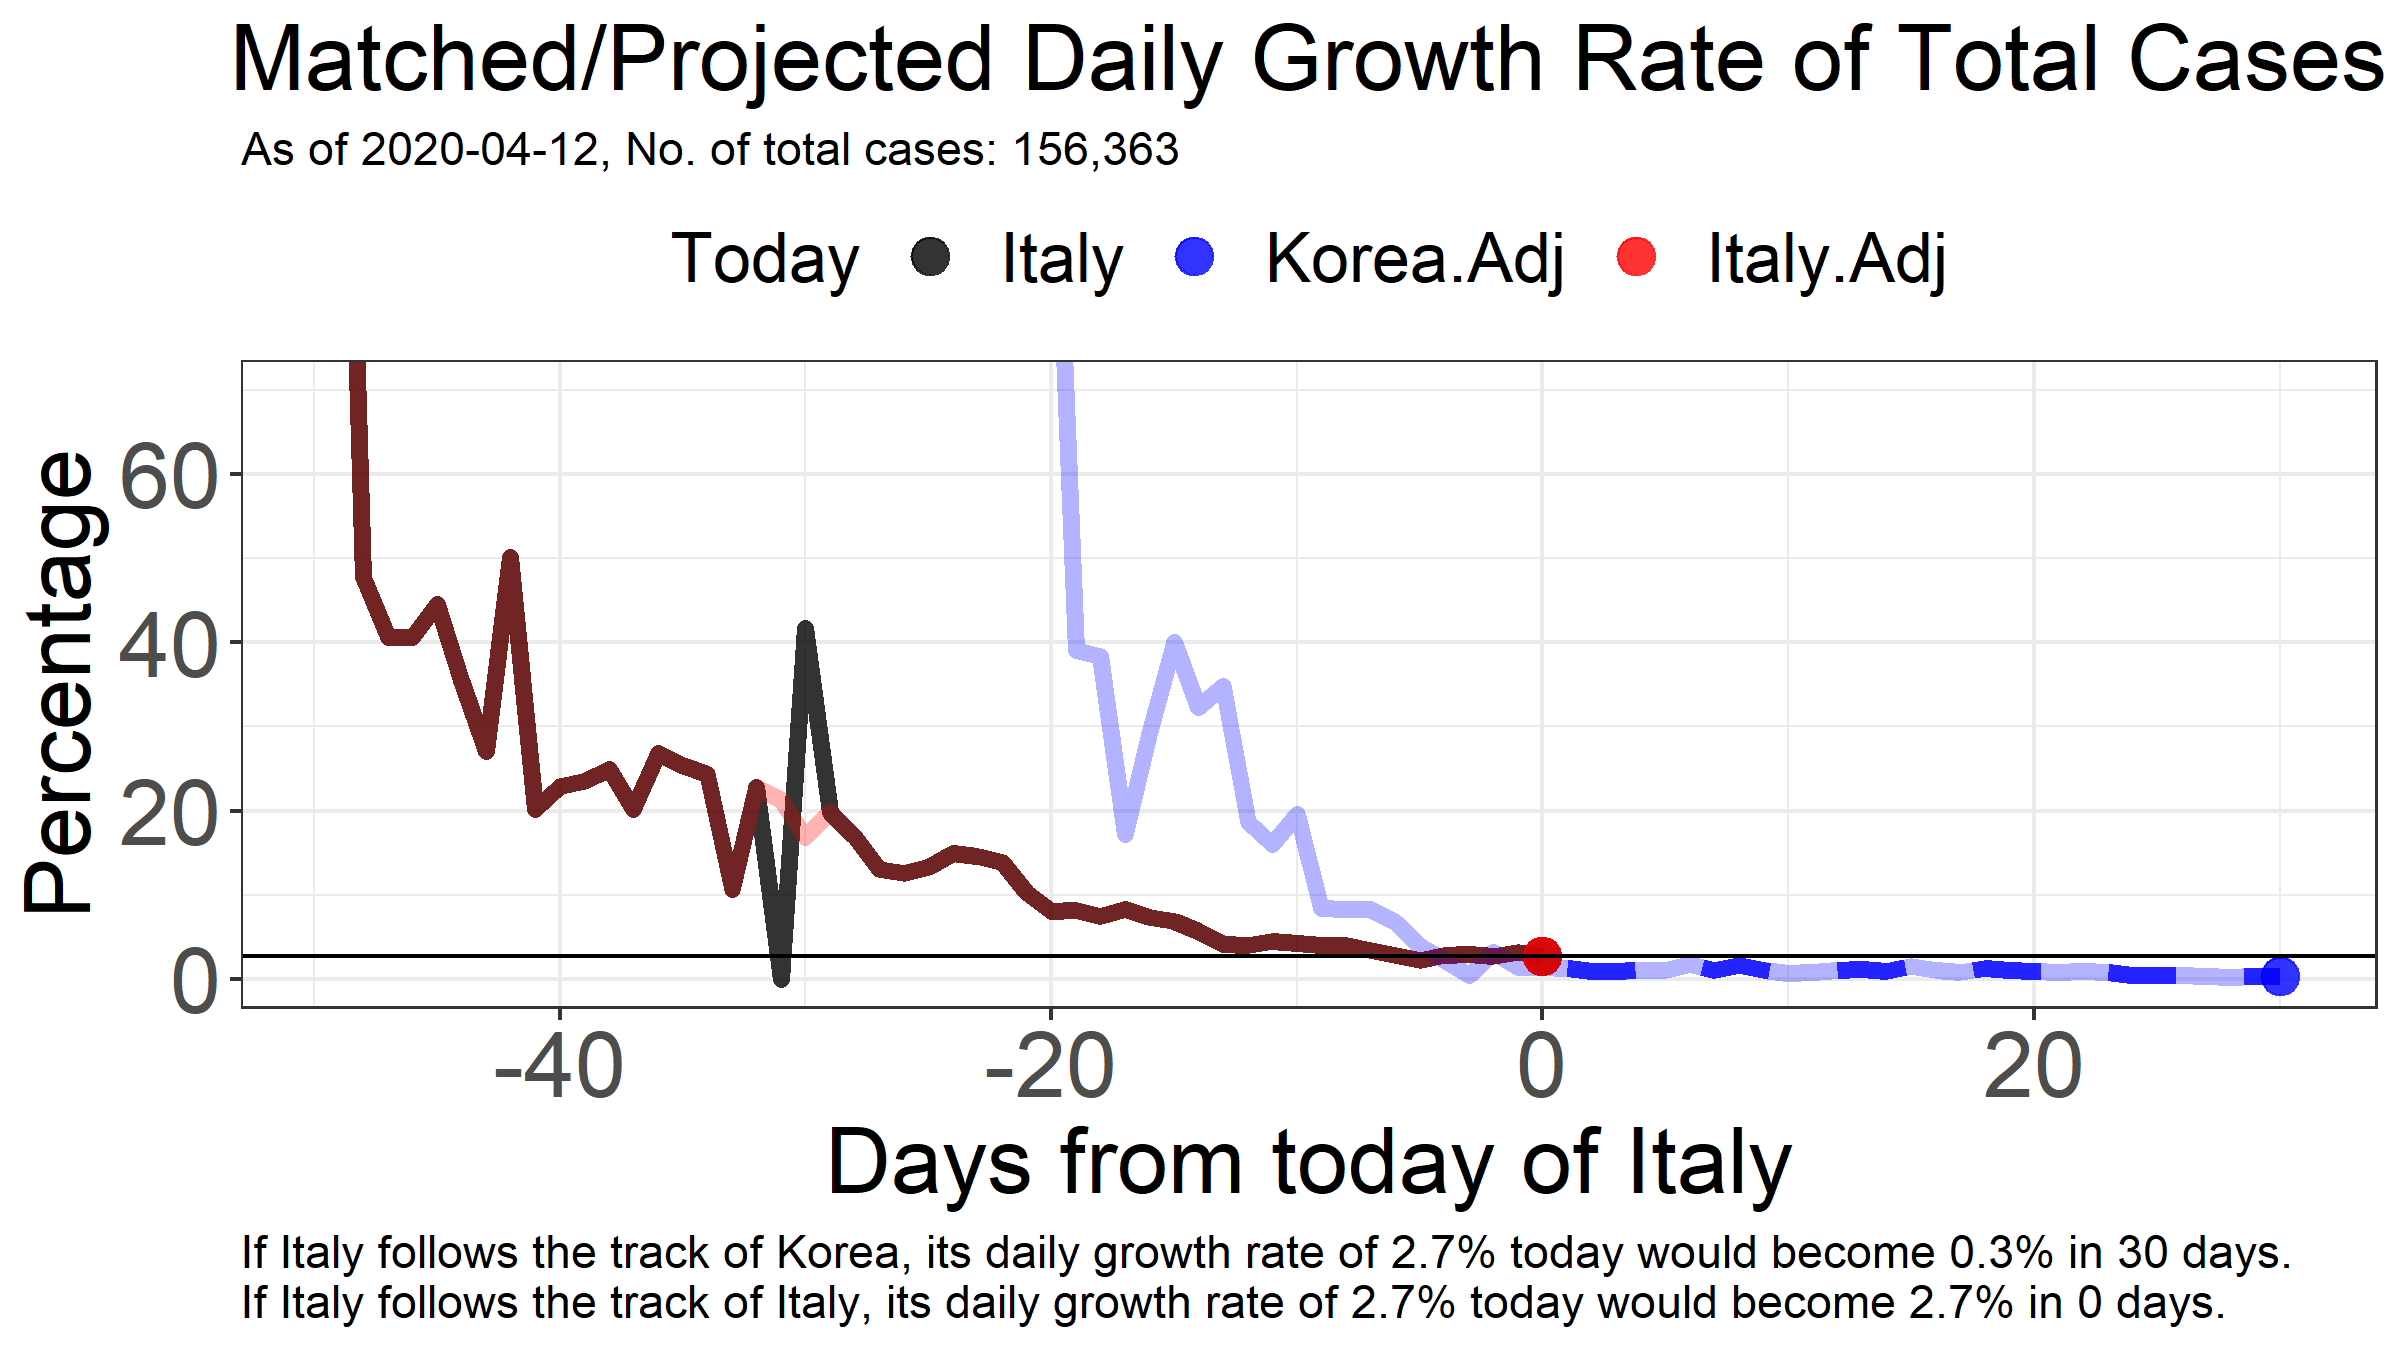 Matched/Projected Daily Growth Rate of Total Cases
As of 2020-04-12, No. of total cases: 156,363
Today Italy Korea.Adj Italy.Adj
Percentage
60
40
20
0
-40 -20 0 20
Days from today of Italy
If Italy follows the track of Korea, its daily growth rate of 2.7% today would become 0.3% in 30 days.
If Italy follows the track of Italy, its daily growth rate of 2.7% today would become 2.7% in 0 days.